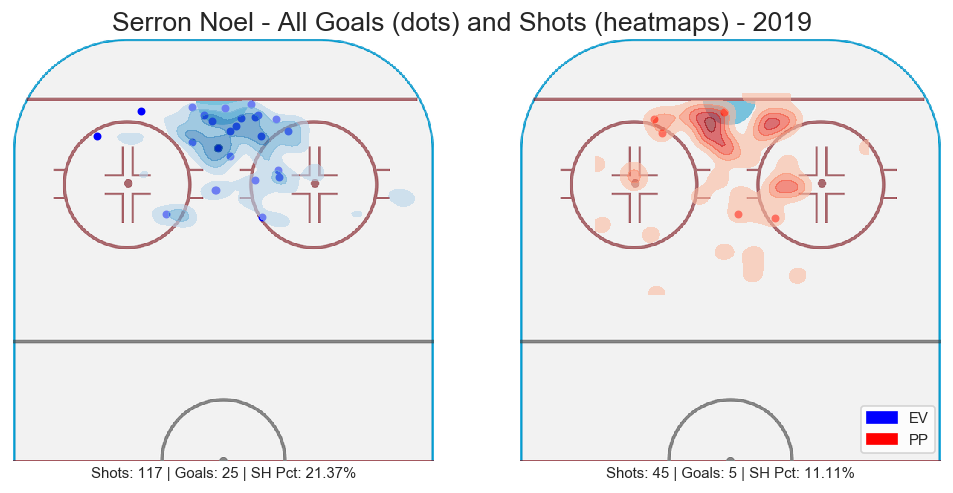 Serron Noel - All Goals (dots) and Shots (heatmaps) - 2019
EV
PP
Shots: 117 | Goals: 25 | SH Pct: 21.37%
Shots: 45 | Goals: 5 | SH Pct: 11.11%